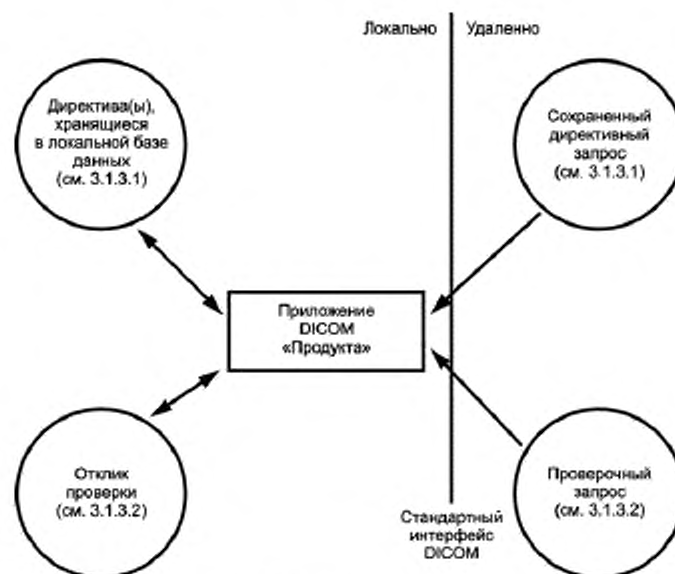 Локально
Удаленно
Директива(ы),
хранящиеся
в локальной базе
данных
(см. 3.1.3.1)
Сохраненный
директивный
запрос
(см. 3.1.3.1)
Приложение
DICOM
«Продукта»
Отклик
проверки
(см. 3.1.3.2)
Проверочный
запрос
(см. 3.1.3.2)
Стандартный
интерфейс
DICOM